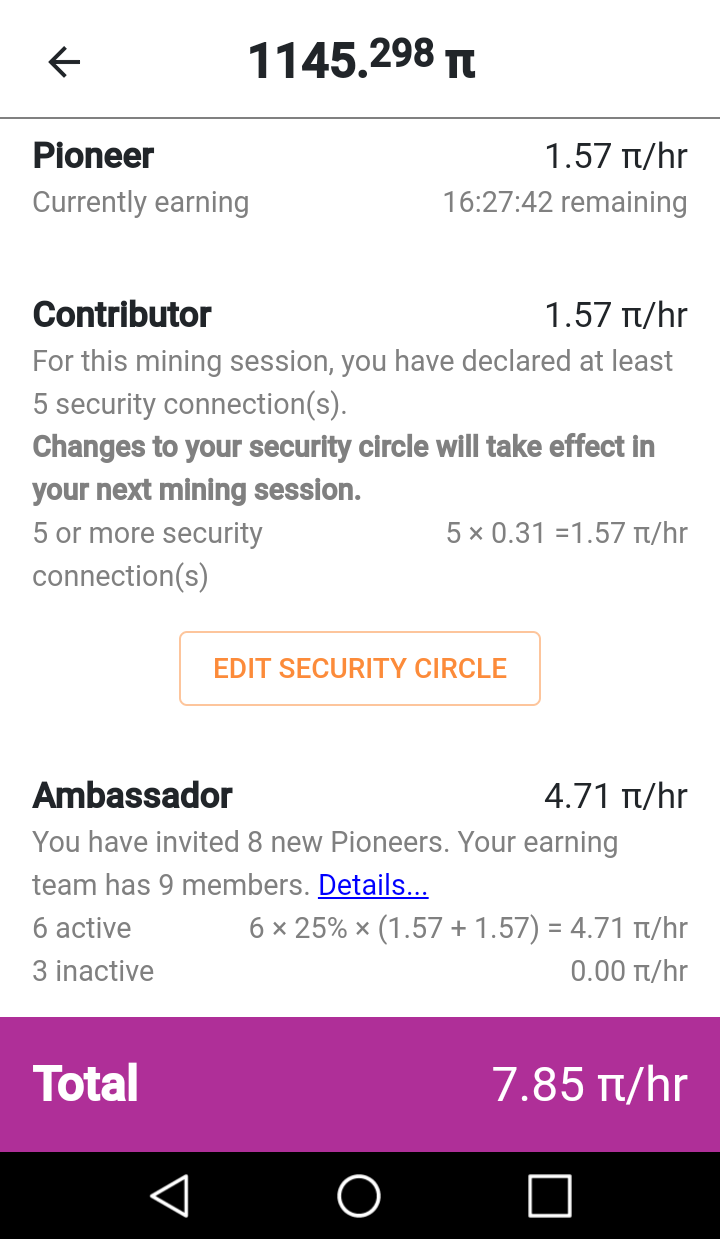 1145.298 π
Pioneer 1.57 π/hr
Currently earning 16:27:42 remaining
Contributor 1.57 π/hr
For this mining session, you have declared at least
5 security connection(s).
Changes to your security circle will take effect in
your next mining session.
5 or more security 5 × 0.31 =1.57 π/hr
connection(s)
EDIT SECURITY CIRCLE
Ambassador 4.71 π/hr
You have invited 8 new Pioneers. Your earning
team has 9 members. Details...
6 active 6 × 25% × (1.57 + 1.57) = 4.71 π/hr
3 inactive 0.00 π/hr
Total 7.85 π/hr